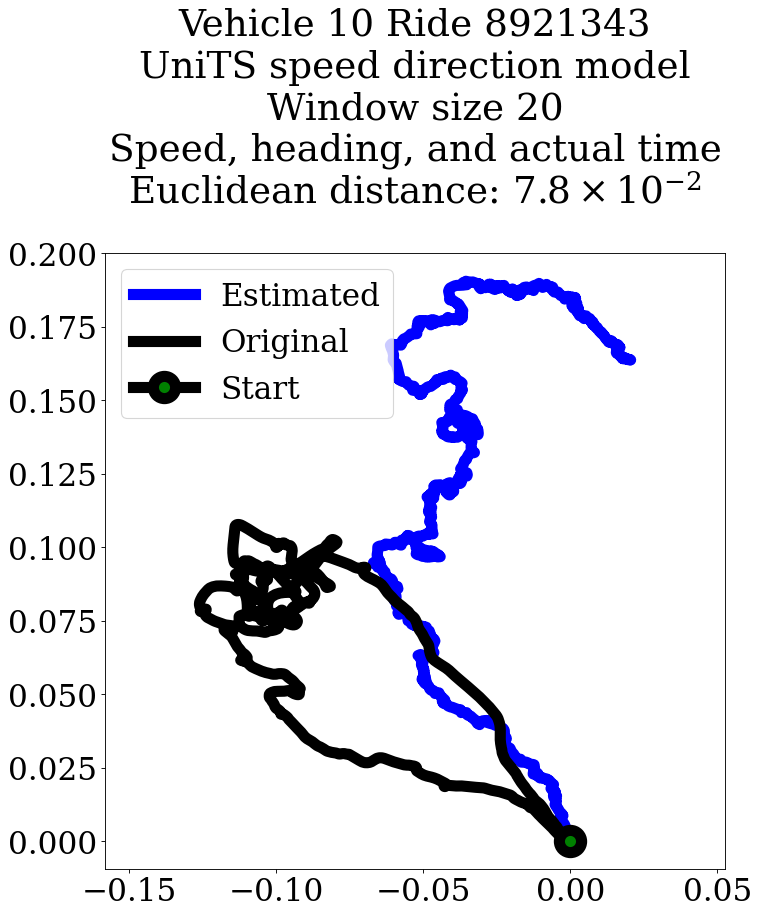 Vehicle 10 Ride 8921343
UniTS speed direction model
Window size 20
Speed, heading, and actual time
Euclidean distance: 7.8 × 10⁻²
0.200
0.175
0.150
0.125
0.100
0.075
0.050
0.025
0.000
Estimated
Original
Start
−0.15 −0.10 −0.05 0.00 0.05